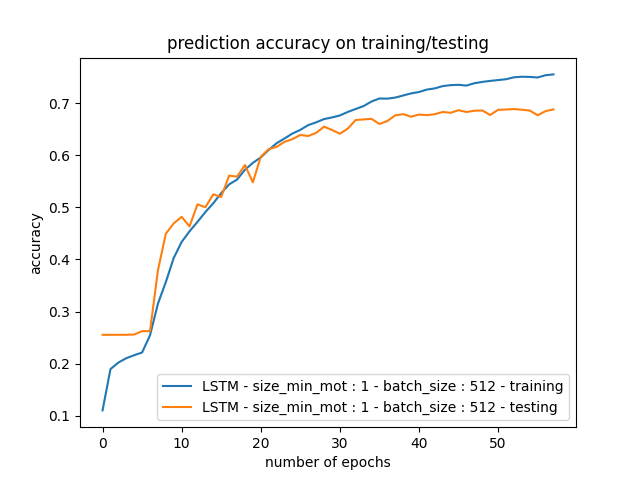 prediction accuracy on training/testing
accuracy
0.7
0.6
0.5
0.4
0.3
0.2
0.1
LSTM - size_min_mot : 1 - batch_size : 512 - training
LSTM - size_min_mot : 1 - batch_size : 512 - testing
0 10 20 30 40 50
number of epochs